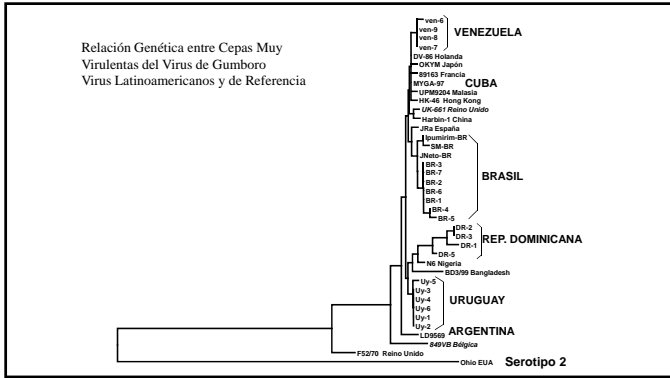 Relación Genética entre Cepas Muy
Virulentas del Virus de Gumboro
Virus Latinoamericanos y de Referencia
ven-6
ven-9
ven-8
ven-7
VENEZUELA
DV-86 Holanda
OKYM Japón
89163 Francia
MYGA-97 CUBA
UPM9204 Malasia
HK-46 Hong Kong
UK-661 Reino Unido
Harbin-1 China
JRa España
Ipumirim-BR
SM-BR
JNeto-BR
BR-3
BR-7
BR-2
BR-6
BR-1
BR-4
BR-5
BRASIL
DR-2
DR-3
DR-1
DR-5
REP. DOMINICANA
N6 Nigeria
BD3/99 Bangladesh
Uy-5
Uy-3
Uy-4
Uy-6
Uy-1
Uy-2
URUGUAY
LD9569 ARGENTINA
849VB Bélgica
F52/70 Reino Unido
Ohio EUA Serotipo 2